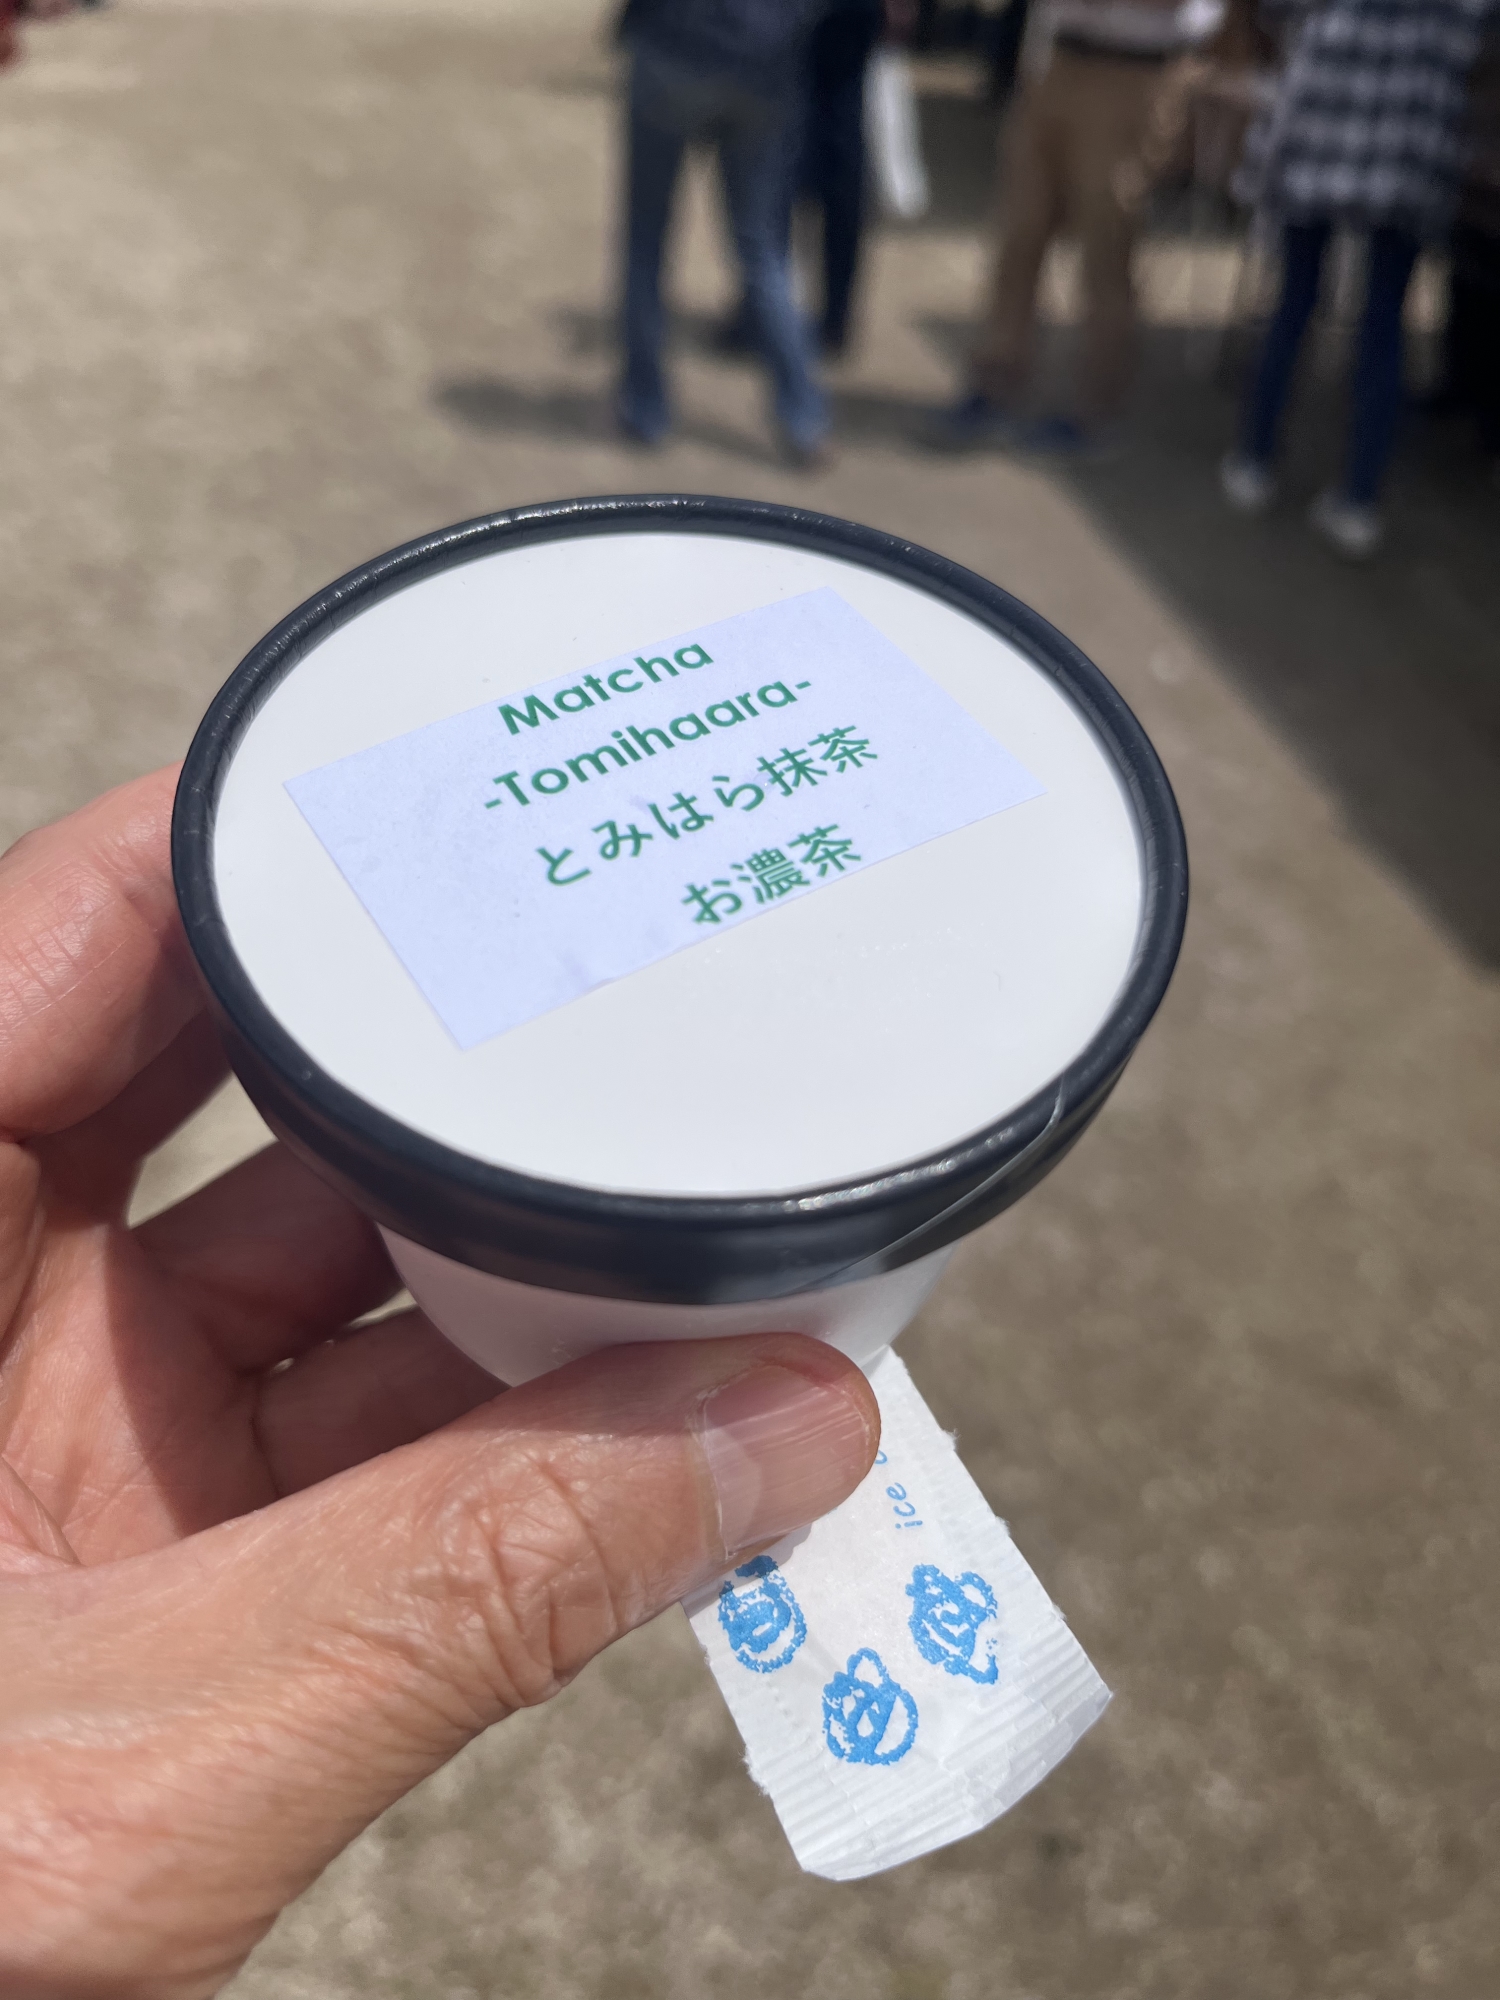 Matcha
-Tomihaara-
とみはら抹茶
お濃茶
ice